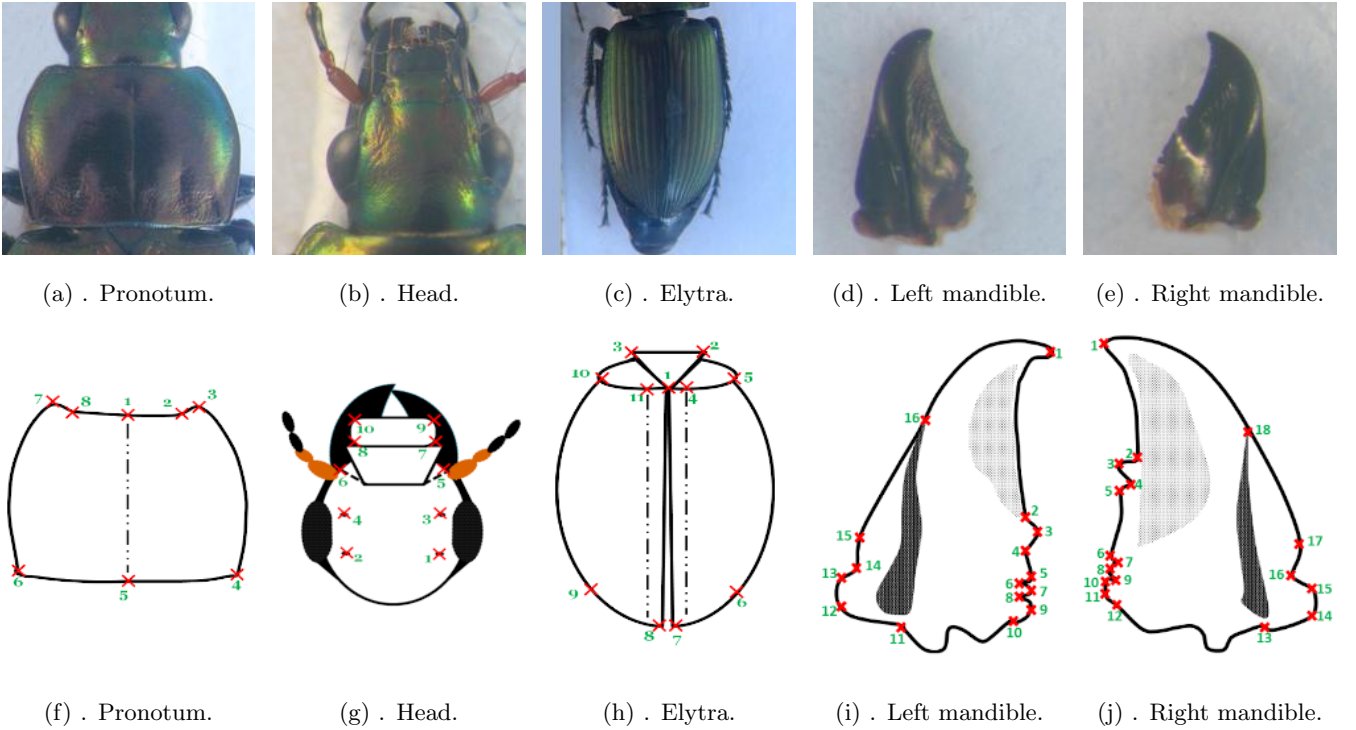 (a) . Pronotum.
(b) . Head.
(c) . Elytra.
(d) . Left mandible.
(e) . Right mandible.
7 8 1 2 3
6 5 4
10 9
8 7
6 5
4 3
2 1
3 2
10 1 5
11 4
9 6
8 7
1
16
2
3
15 4
14 5
13 6 7
8
12 9
10
11
1
18
2
3
4
5
17
6 7
8
16
10 9 15
11
12 14
13
(f) . Pronotum.
(g) . Head.
(h) . Elytra.
(i) . Left mandible.
(j) . Right mandible.